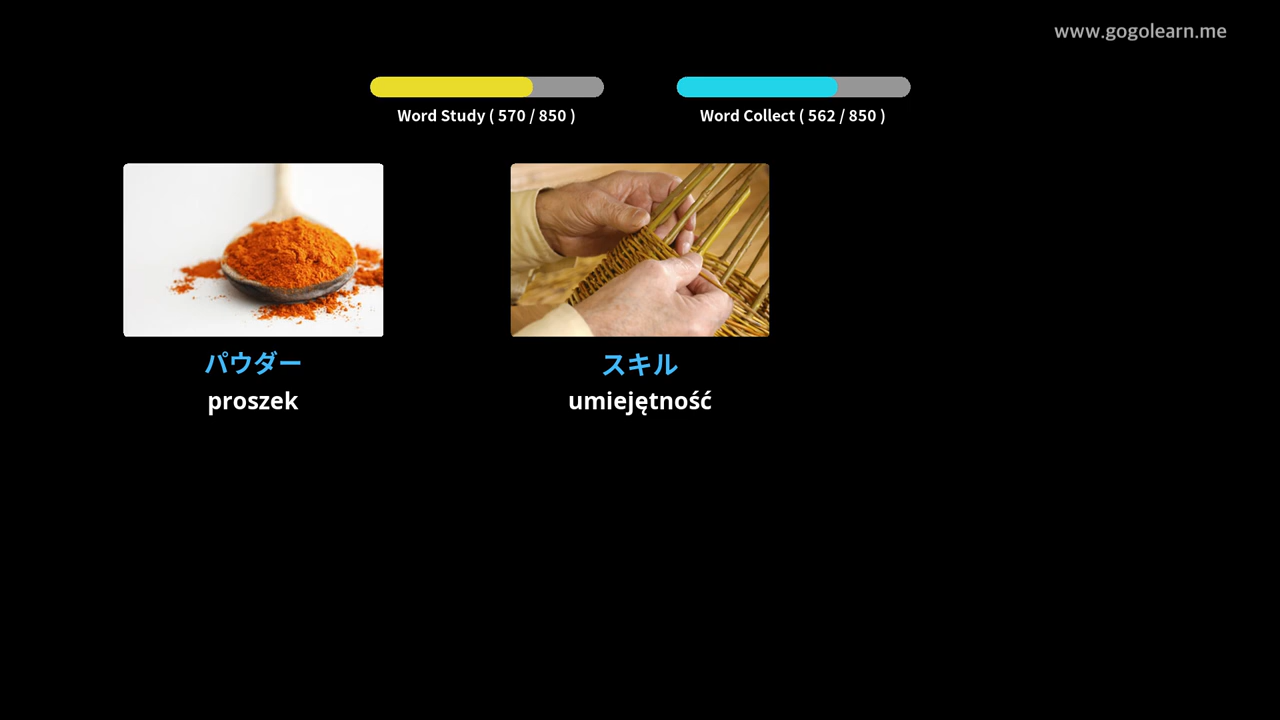 www.gogolearn.me
Word Study ( 570 / 850 )
Word Collect ( 562 / 850 )
パウダー
proszek
スキル
umiejętność